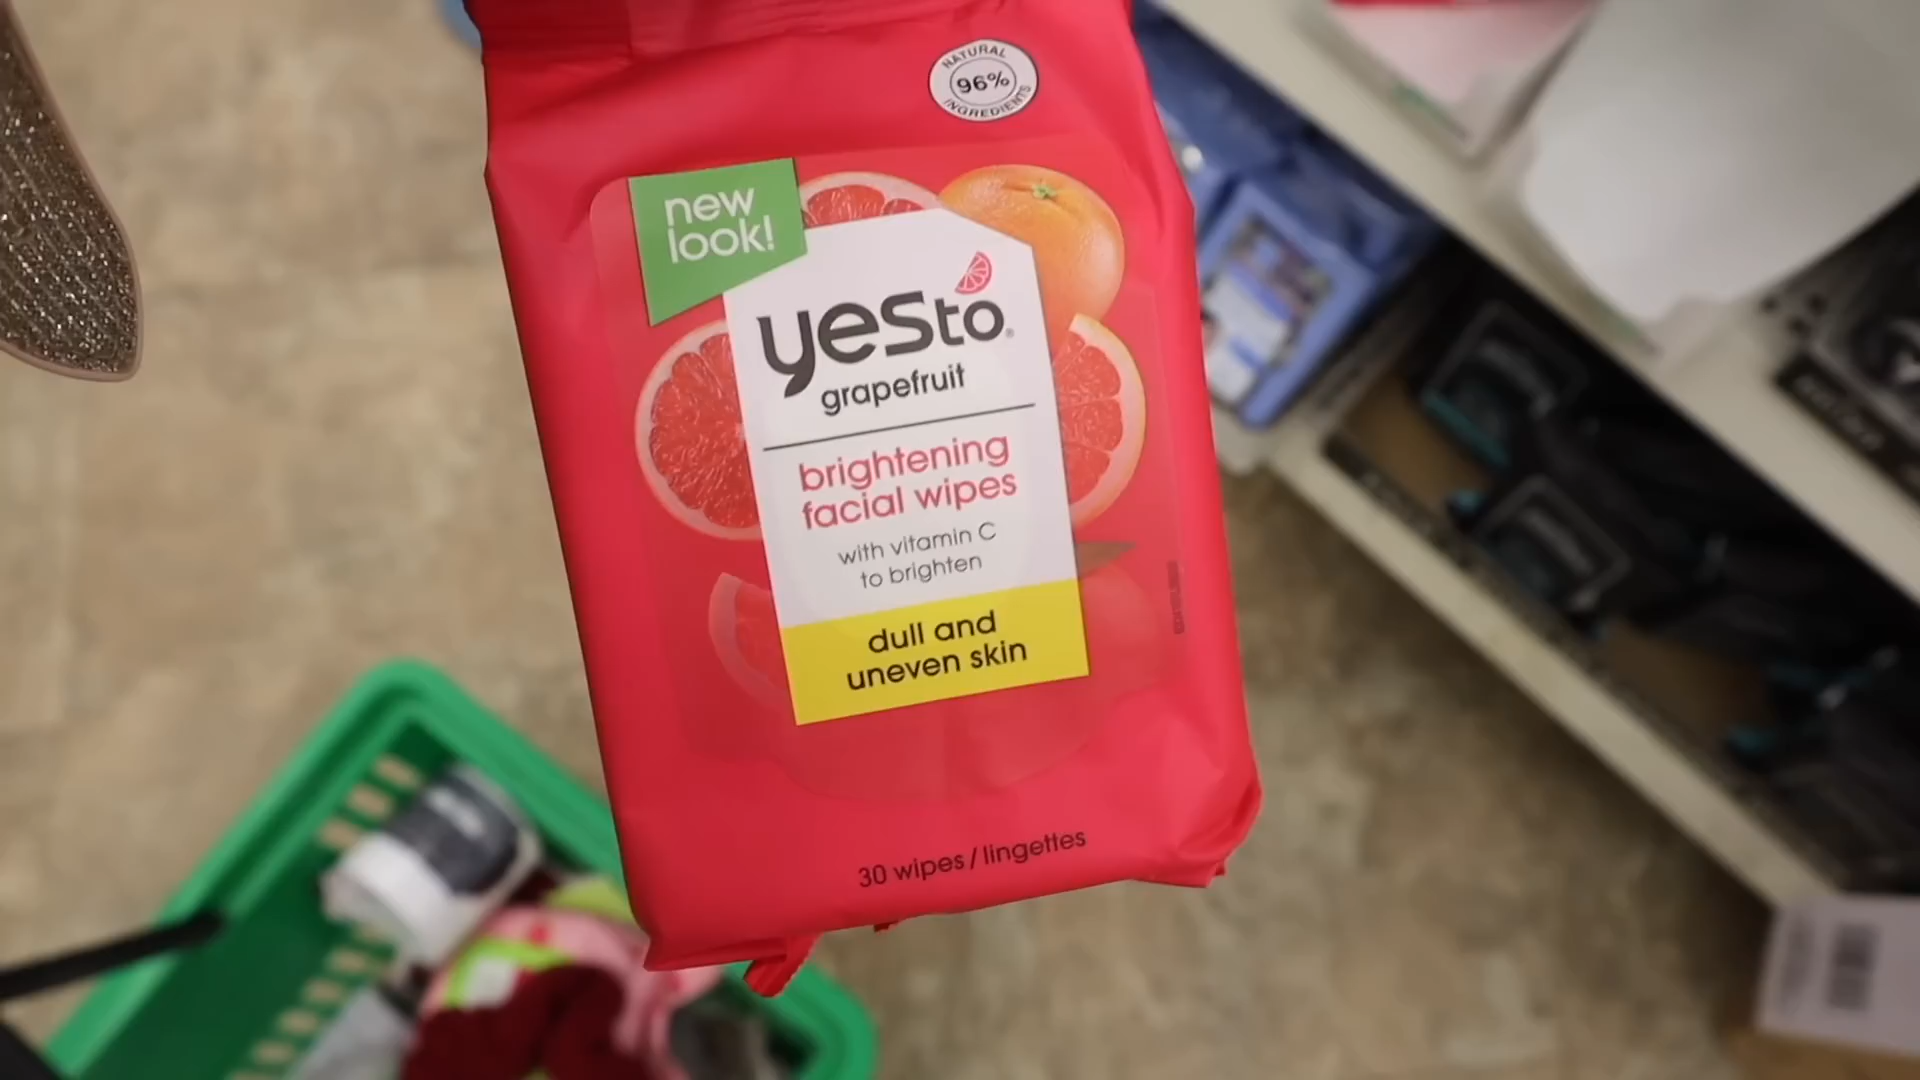 NATURAL
96%
INGREDIENTS
new
look!
yesto®
grapefruit
brightening
facial wipes
with vitamin C
to brighten
dull and
uneven skin
30 wipes / lingettes